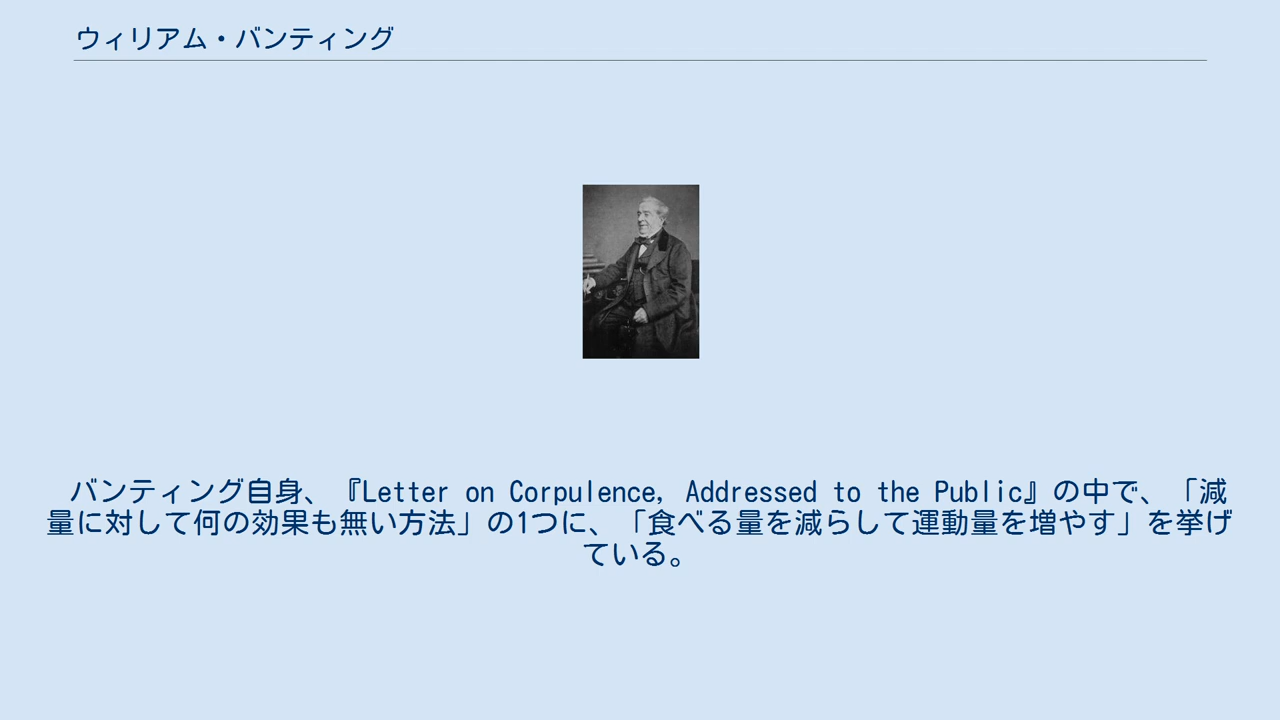 ウィリアム・バンティング
バンティング自身、『Letter on Corpulence, Addressed to the Public』の中で、「減
量に対して何の効果も無い方法」の1つに、「食べる量を減らして運動量を増やす」を挙げ
ている。